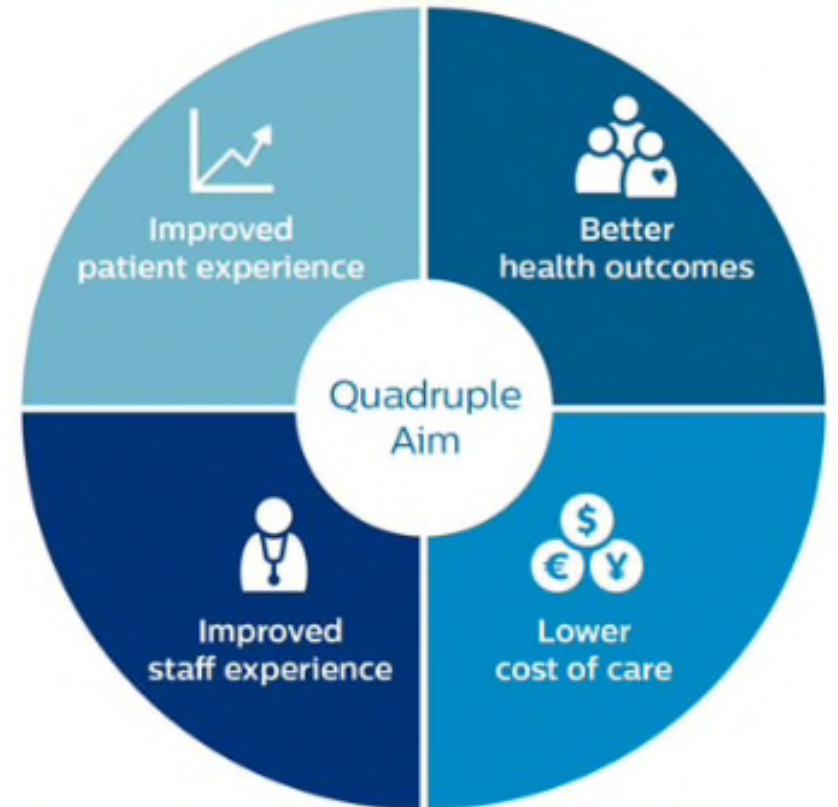 Improved
patient experience
Better
health outcomes
Quadruple
Aim
$
€ ¥
Improved
staff experience
Lower
cost of care